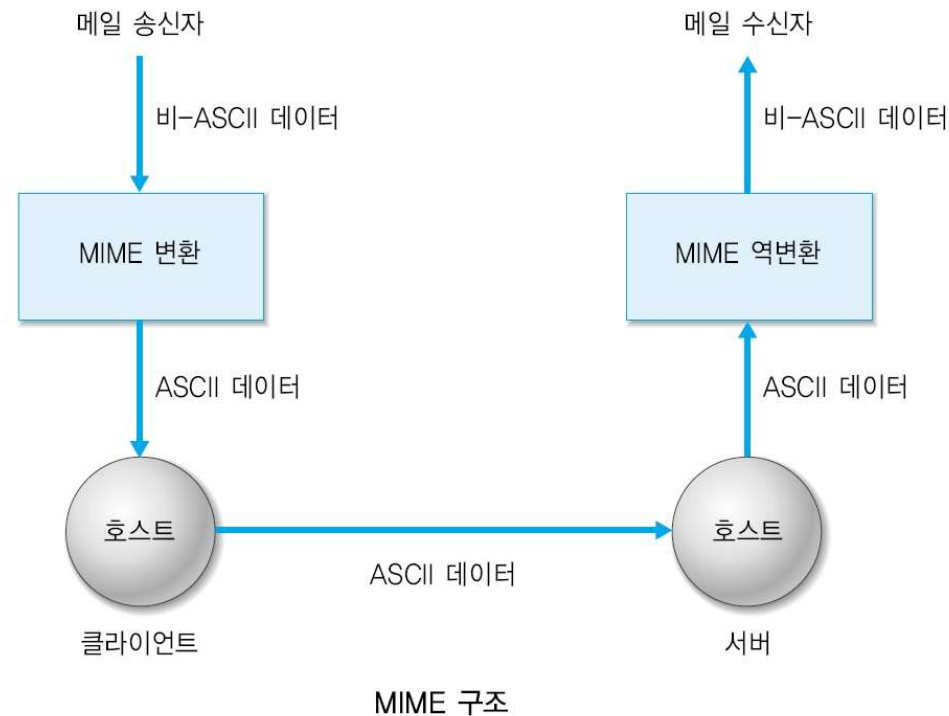 메일 송신자
메일 수신자
비-ASCII 데이터
비-ASCII 데이터
MIME 변환
MIME 역변환
ASCII 데이터
ASCII 데이터
호스트
호스트
ASCII 데이터
클라이언트
서버
MIME 구조